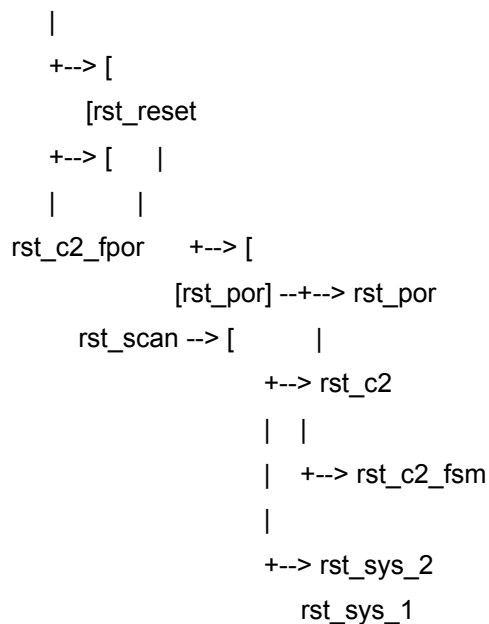 |
+--> [
[rst_reset
+--> [ |
| |
rst_c2_fpor +--> [
[rst_por] --+--> rst_por
rst_scan --> [ |
+--> rst_c2
| |
| +--> rst_c2_fsm
|
+--> rst_sys_2
rst_sys_1